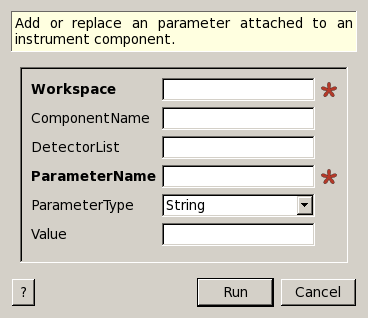 Add or replace an parameter attached to an
instrument component.
Workspace
ComponentName
DetectorList
ParameterName
ParameterType String
Value
? Run Cancel